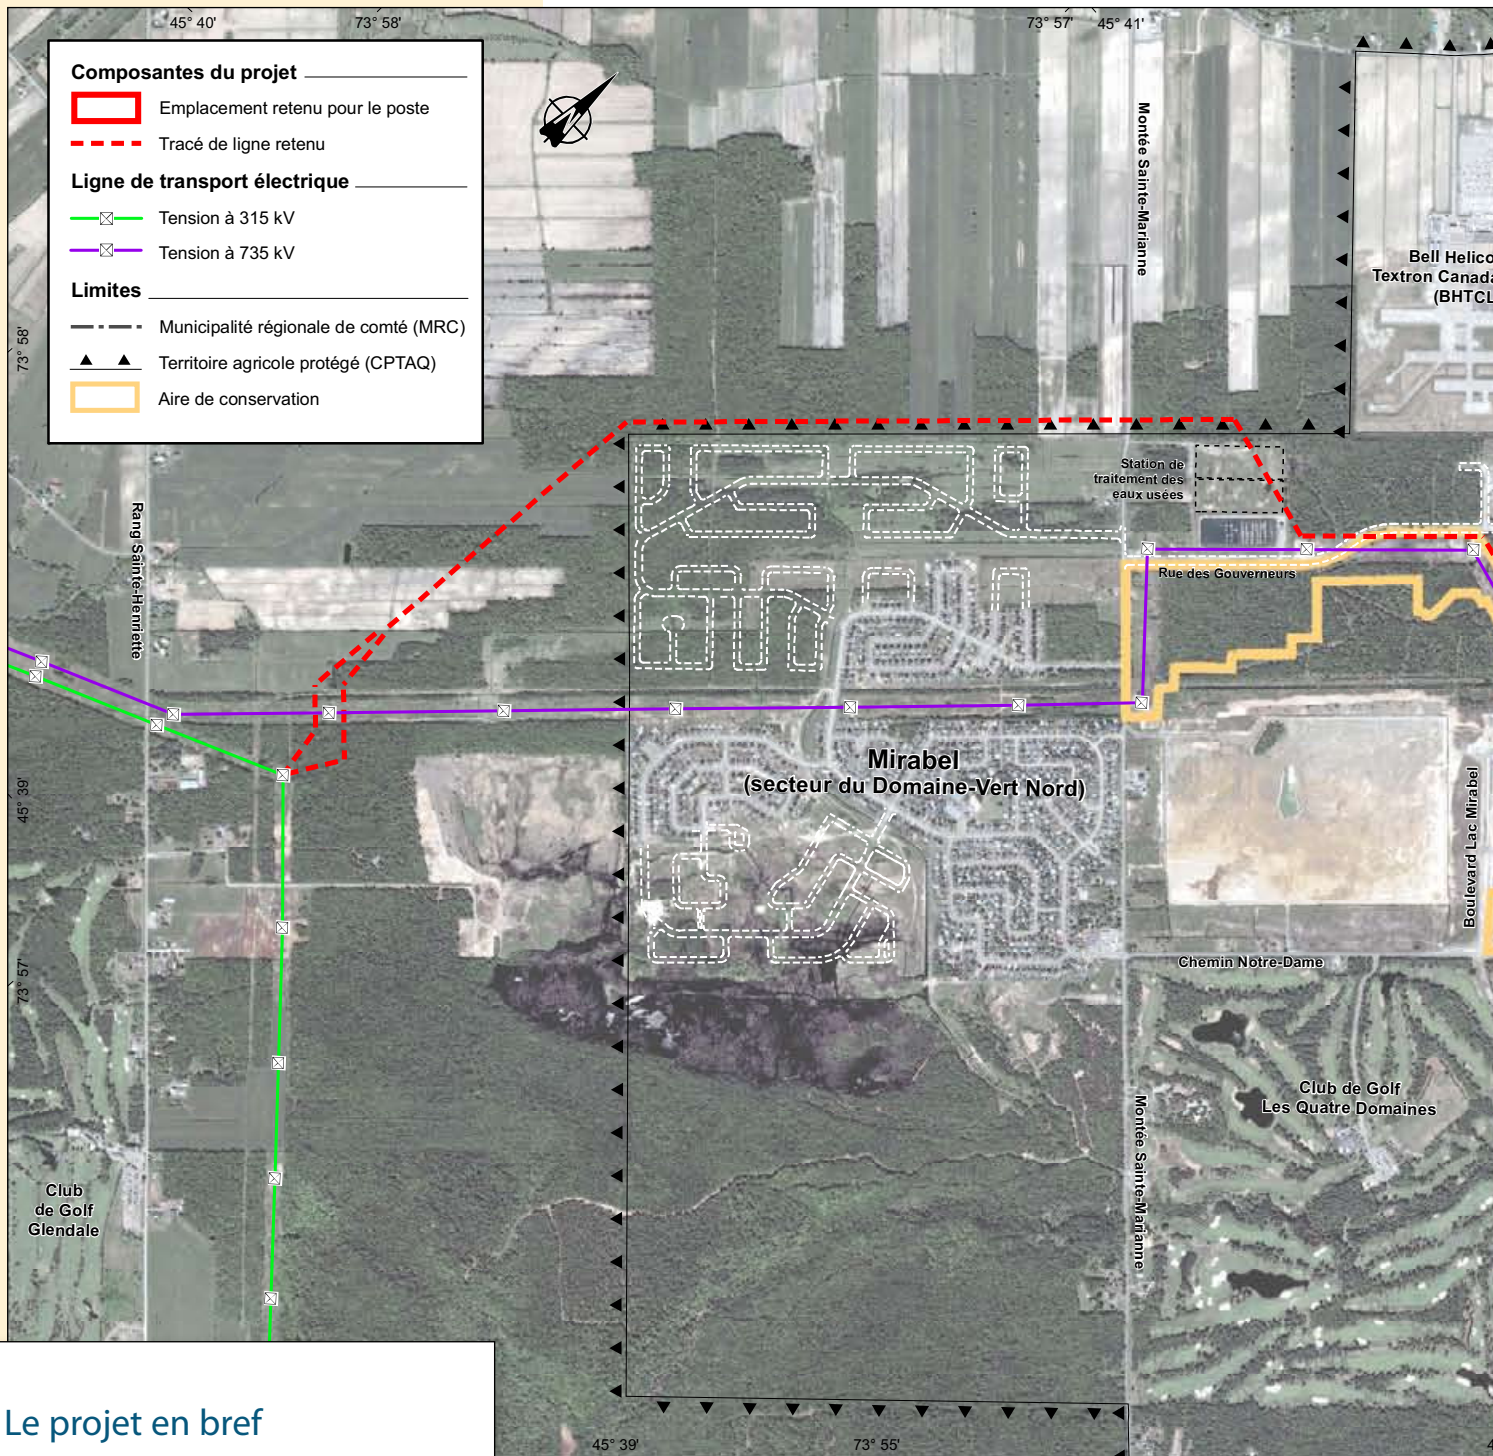 45° 40'
73° 58'
73° 57'
45° 41'
Composantes du projet
Emplacement retenu pour le poste
Tracé de ligne retenu
Ligne de transport électrique
Tension à 315 kV
Tension à 735 kV
Limites
Municipalité régionale de comté (MRC)
Territoire agricole protégé (CPTAQ)
Aire de conservation
Montée Sainte-Marianne
Bell Helico
Textron Canada
(BHTCL
73° 58'
Station de
traitement des
eaux usées
Rang Sainte-Henriette
Rue des Gouverneurs
Mirabel
(secteur du Domaine-Vert Nord)
45° 39'
Boulevard Lac Mirabel
73° 57'
Chemin Notre-Dame
Club de Golf
Les Quatre Domaines
Montée Sainte-Marianne
Club
de Golf
Glendale
Le projet en bref
45° 39'
73° 55'